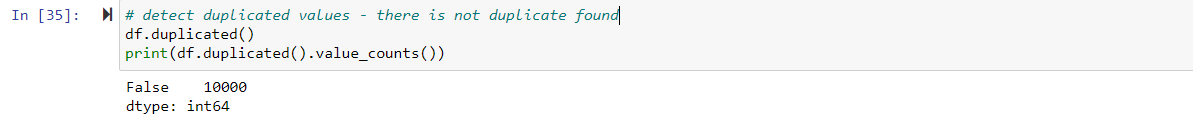 In [35]: # detect duplicated values - there is not duplicate found
df.duplicated()
print(df.duplicated().value_counts())
False    10000
dtype: int64